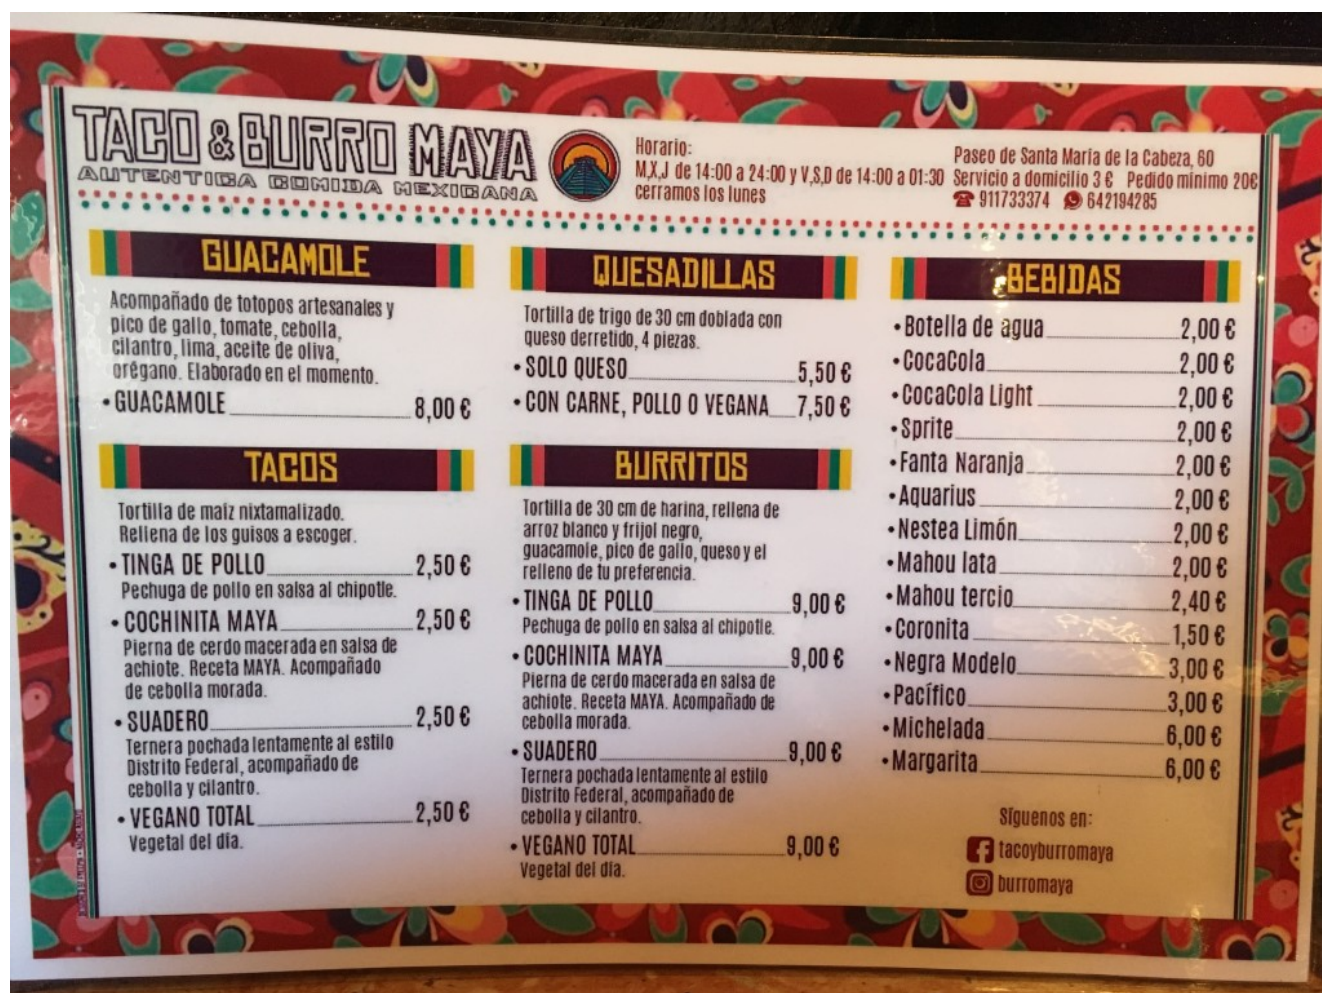 TACO & BURRO MAYA
AUTENTICA COMIDA MEXICANA
Horario:
M,X,J de 14:00 a 24:00 y V,S,D de 14:00 a 01:30
cerramos los lunes
Paseo de Santa María de la Cabeza, 60
Servicio a domicilio 3 € Pedido mínimo 20€
911733374 642194285
GUACAMOLE
Acompañado de totopos artesanales y
pico de gallo, tomate, cebolla,
cilantro, lima, aceite de oliva,
orégano. Elaborado en el momento.
• GUACAMOLE 8,00 €
TACOS
Tortilla de maíz nixtamalizado.
Rellena de los guisos a escoger.
• TINGA DE POLLO 2,50 €
Pechuga de pollo en salsa al chipotle.
• COCHINITA MAYA 2,50 €
Pierna de cerdo macerada en salsa de
achiote. Receta MAYA. Acompañado
de cebolla morada.
• SUADERO 2,50 €
Ternera pochada lentamente al estilo
Distrito Federal, acompañado de
cebolla y cilantro.
• VEGANO TOTAL 2,50 €
Vegetal del día.
QUESADILLAS
Tortilla de trigo de 30 cm doblada con
queso derretido, 4 piezas.
• SOLO QUESO 5,50 €
• CON CARNE, POLLO O VEGANA 7,50 €
BURRITOS
Tortilla de 30 cm de harina, rellena de
arroz blanco y frijol negro,
guacamole, pico de gallo, queso y el
relleno de tu preferencia.
• TINGA DE POLLO 9,00 €
Pechuga de pollo en salsa al chipotle.
• COCHINITA MAYA 9,00 €
Pierna de cerdo macerada en salsa de
achiote. Receta MAYA. Acompañado de
cebolla morada.
• SUADERO 9,00 €
Ternera pochada lentamente al estilo
Distrito Federal, acompañado de
cebolla y cilantro.
• VEGANO TOTAL 9,00 €
Vegetal del día.
BEBIDAS
• Botella de agua 2,00 €
• CocaCola 2,00 €
• CocaCola Light 2,00 €
• Sprite 2,00 €
• Fanta Naranja 2,00 €
• Aquarius 2,00 €
• Nestea Limón 2,00 €
• Mahou lata 2,00 €
• Mahou tercio 2,40 €
• Coronita 1,50 €
• Negra Modelo 3,00 €
• Pacífico 3,00 €
• Michelada 6,00 €
• Margarita 6,00 €
Síguenos en:
tacoyburromaya
burromaya